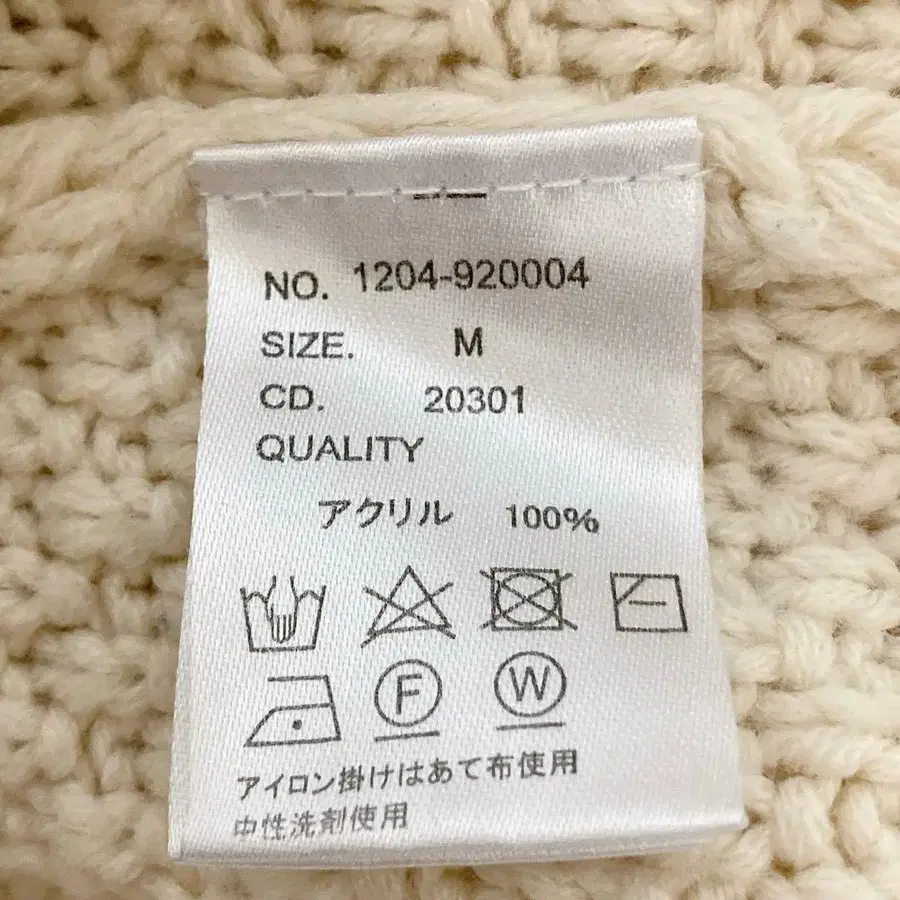 NO. 1204-920004
SIZE. M
CD. 20301
QUALITY
アクリル 100%
F W
アイロン掛けはあて布使用
中性洗剤使用